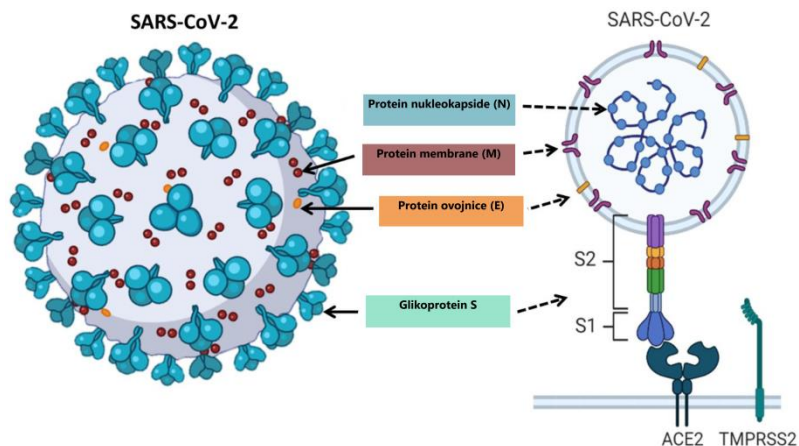 SARS-CoV-2
SARS-CoV-2
Protein nukleokapside (N)
Protein membrane (M)
Protein ovojnice (E)
Glikoprotein S
S2
S1
ACE2
TMPRSS2